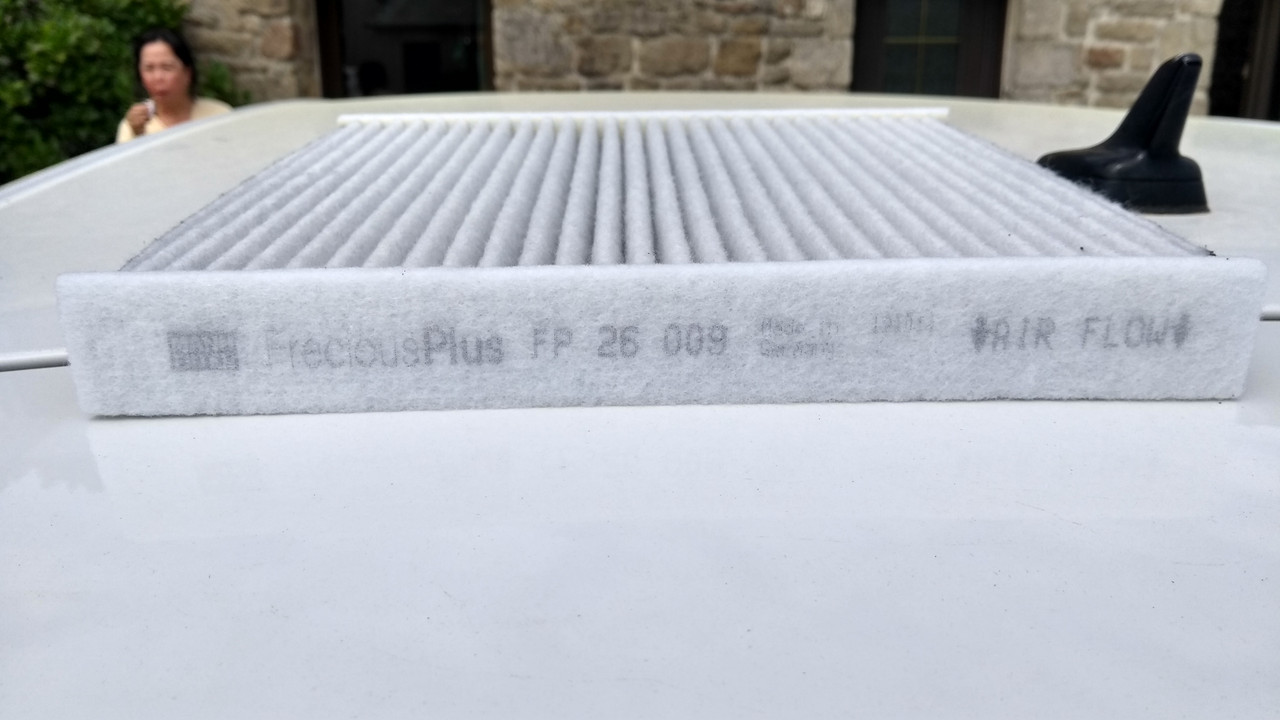 FreciousPlus FP 26 009 Made in Germany ⬇AIR FLOW⬇